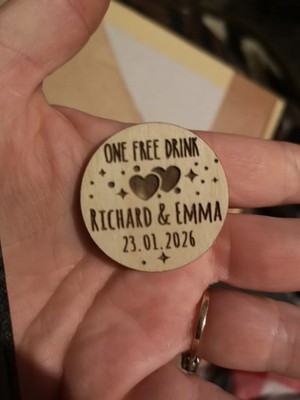 ONE FREE DRINK
RICHARD & EMMA
23.01.2026